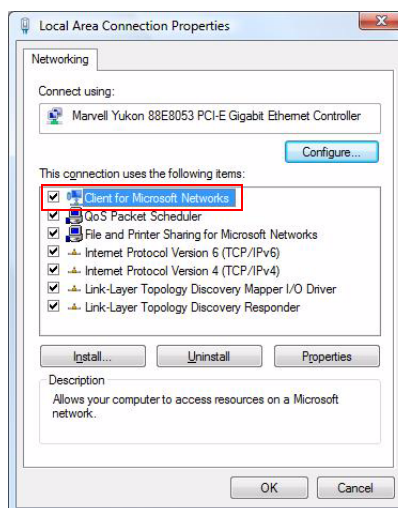 Local Area Connection Properties
Networking
Connect using:
Marvell Yukon 88E8053 PCI-E Gigabit Ethernet Controller
Configure...
This connection uses the following items:
Client for Microsoft Networks
QoS Packet Scheduler
File and Printer Sharing for Microsoft Networks
Internet Protocol Version 6 (TCP/IPv6)
Internet Protocol Version 4 (TCP/IPv4)
Link-Layer Topology Discovery Mapper I/O Driver
Link-Layer Topology Discovery Responder
Install... Uninstall Properties
Description
Allows your computer to access resources on a Microsoft
network.
OK Cancel